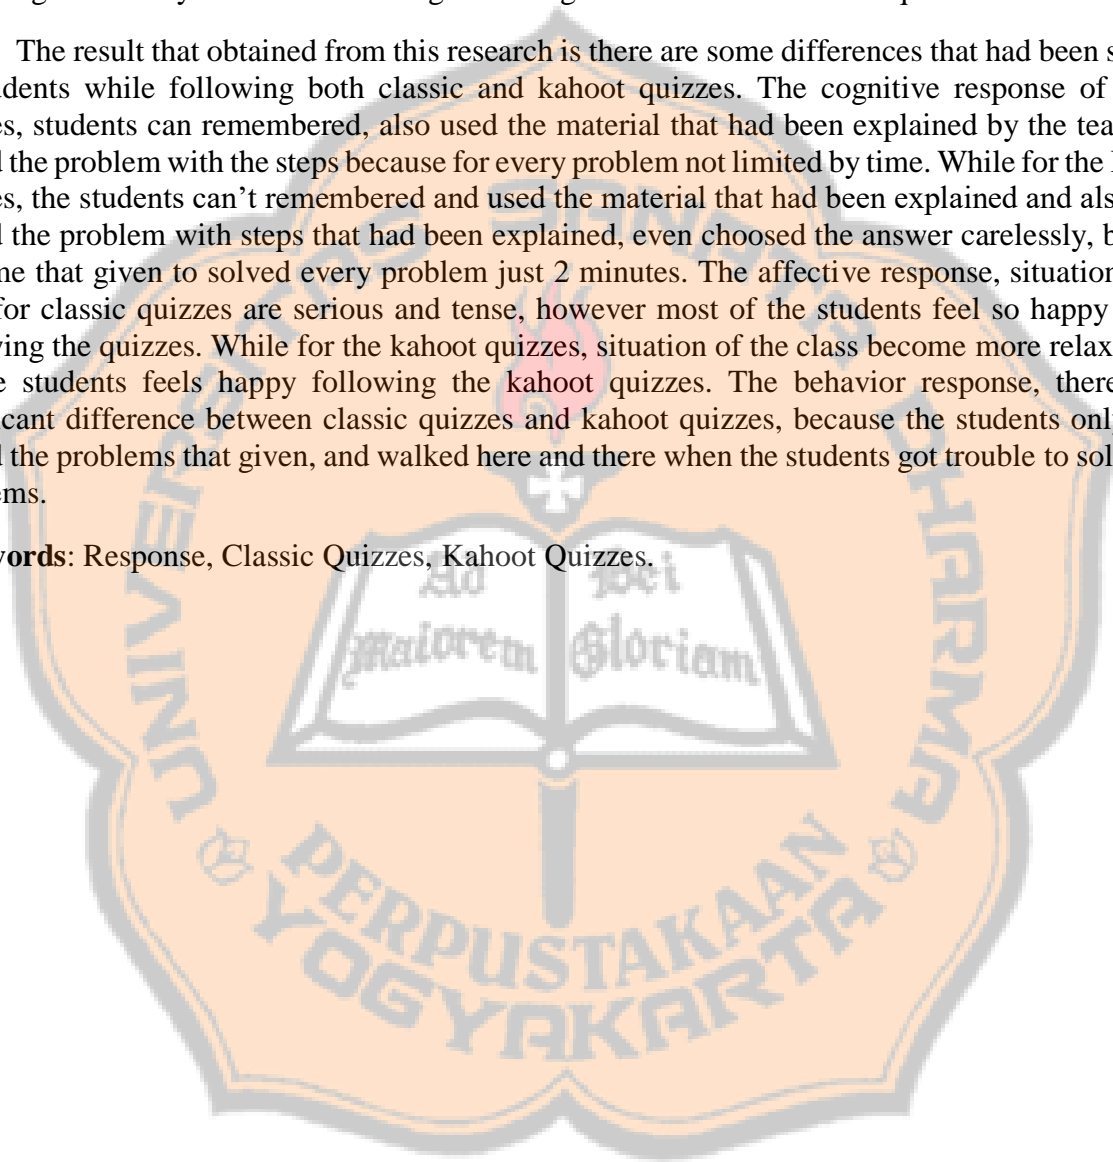 The result that obtained from this research is there are some differences that had been s
udents while following both classic and kahoot quizzes. The cognitive response of
es, students can remembered, also used the material that had been explained by the tea
d the problem with the steps because for every problem not limited by time. While for the
es, the students can't remembered and used the material that had been explained and als
d the problem with steps that had been explained, even choosed the answer carelessly, b
me that given to solved every problem just 2 minutes. The affective response, situation
for classic quizzes are serious and tense, however most of the students feel so happy
ving the quizzes. While for the kahoot quizzes, situation of the class become more relax
e students feels happy following the kahoot quizzes. The behavior response, there
icant difference between classic quizzes and kahoot quizzes, because the students only
d the problems that given, and walked here and there when the students got trouble to sol
ems.
words: Response, Classic Quizzes, Kahoot Quizzes.
UNIVERSITAS SANATA DHARMA
Ad Dei
Maiorem Gloriam
PERPUSTAKAAN
YOGYAKARTA